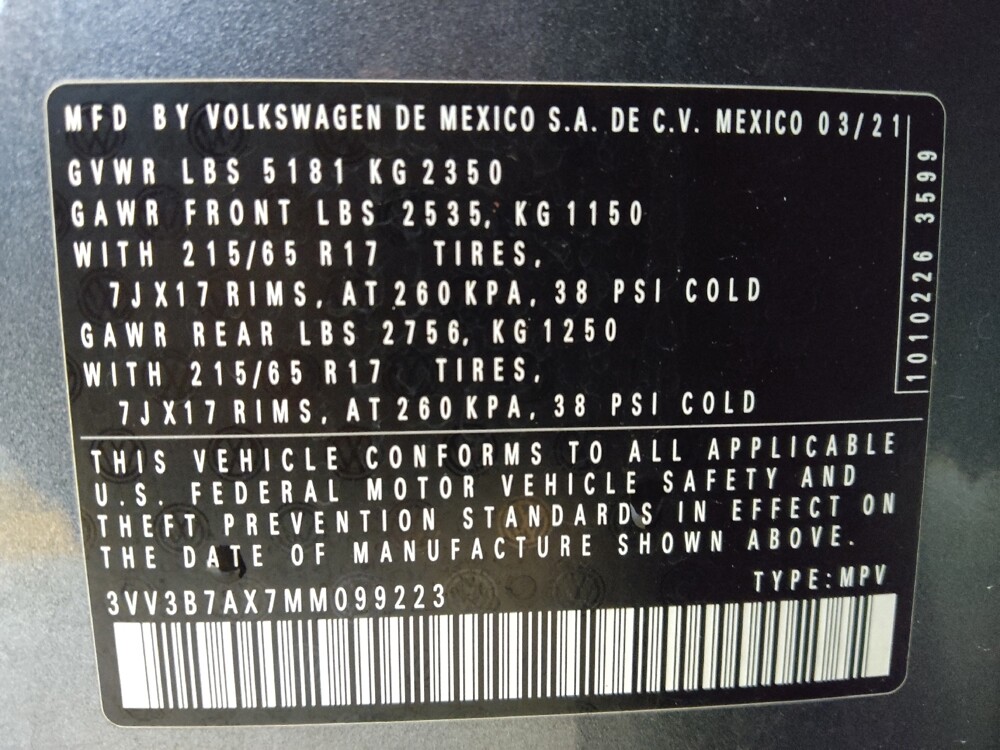 MFD BY VOLKSWAGEN DE MEXICO S.A. DE C.V. MEXICO 03/21
GVWR LBS 5181 KG 2350
GAWR FRONT LBS 2535, KG 1150
WITH 215/65 R17 TIRES,
7JX17 RIMS, AT 260 KPA, 38 PSI COLD
GAWR REAR LBS 2756, KG 1250
WITH 215/65 R17 TIRES,
7JX17 RIMS, AT 260 KPA, 38 PSI COLD
1010226 3599
THIS VEHICLE CONFORMS TO ALL APPLICABLE
U.S. FEDERAL MOTOR VEHICLE SAFETY AND
THEFT PREVENTION STANDARDS IN EFFECT ON
THE DATE OF MANUFACTURE SHOWN ABOVE.
TYPE: MPV
3VV3B7AX7MM099223